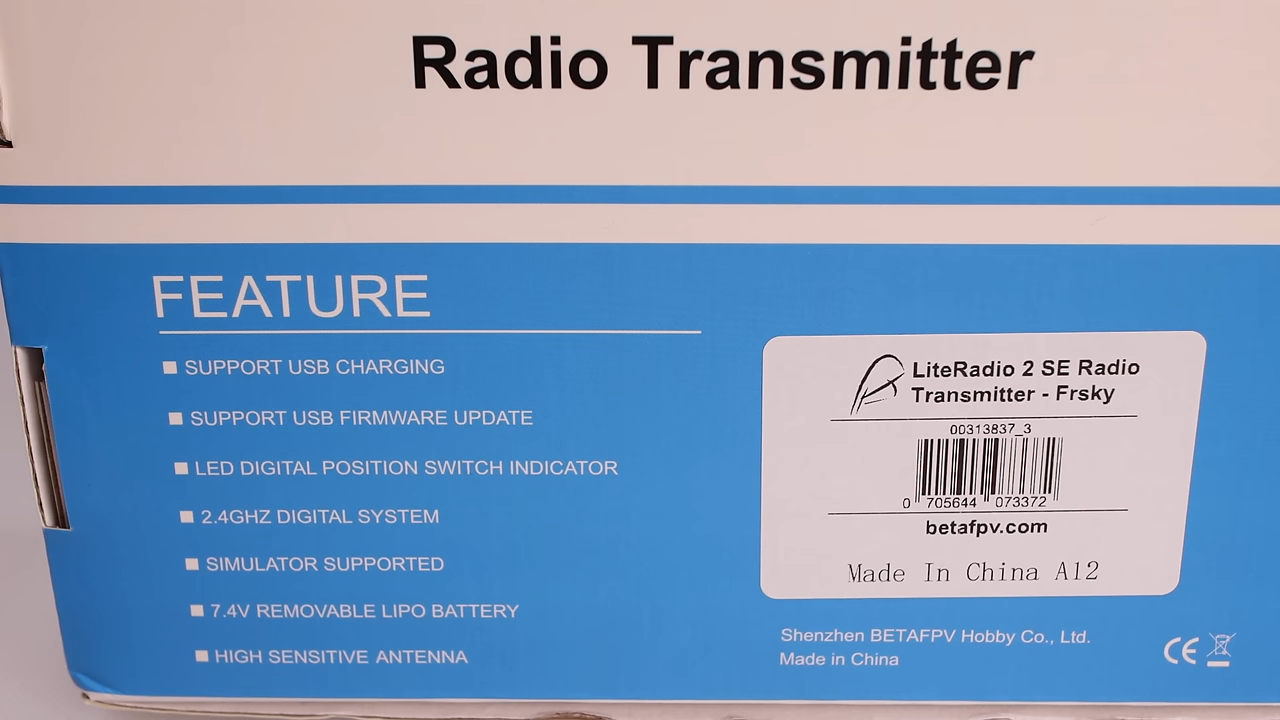 Radio Transmitter
FEATURE
SUPPORT USB CHARGING
SUPPORT USB FIRMWARE UPDATE
LED DIGITAL POSITION SWITCH INDICATOR
2.4GHZ DIGITAL SYSTEM
SIMULATOR SUPPORTED
7.4V REMOVABLE LIPO BATTERY
HIGH SENSITIVE ANTENNA
LiteRadio 2 SE Radio
Transmitter - Frsky
00313837_3
0 705644 073372
betafpv.com
Made In China A12
Shenzhen BETAFPV Hobby Co., Ltd.
Made in China
CE